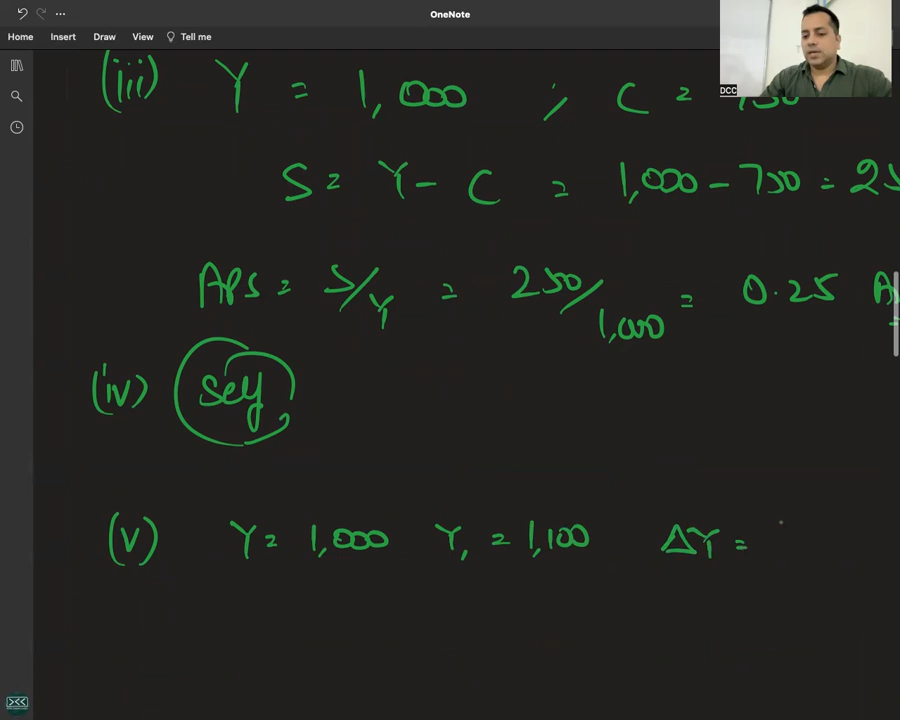 OneNote
Home Insert Draw View Tell me
DCC
(iii) Y = 1,000 ; C = 750
S = Y - C = 1,000 - 750 = 25
APS = S/Y = 250/1,000 = 0.25
(iv) self
(v) Y = 1,000 Y₁ = 1,100 ΔY =